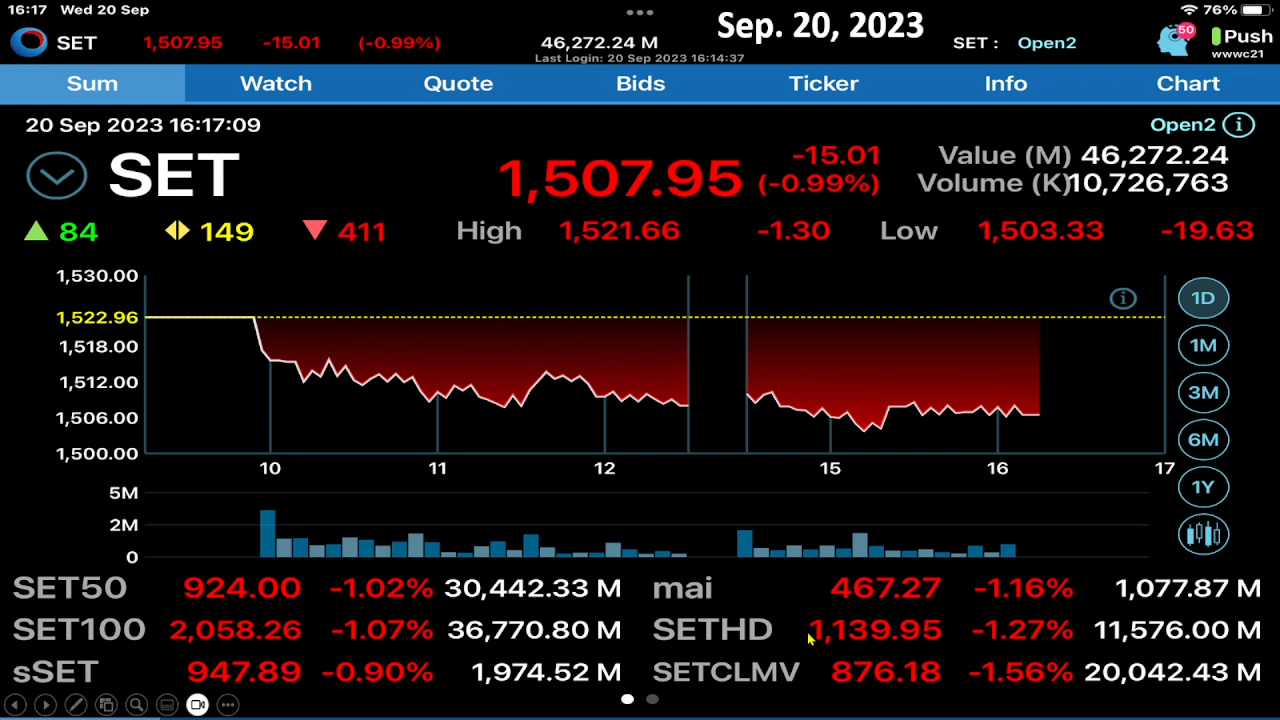 16:17 Wed 20 Sep
76%
SET 1,507.95 -15.01 (-0.99%) 46,272.24 M
Sep. 20, 2023
SET : Open2
50
Push
wwwc21
Last Login: 20 Sep 2023 16:14:37
Sum Watch Quote Bids Ticker Info Chart
20 Sep 2023 16:17:09
Open2
SET
1,507.95
-15.01
(-0.99%)
Value (M) 46,272.24
Volume (K) 10,726,763
84 149 411 High 1,521.66 -1.30 Low 1,503.33 -19.63
1,530.00
1,522.96
1,518.00
1,512.00
1,506.00
1,500.00
10 11 12 15 16 17
1D
1M
3M
6M
1Y
5M
2M
0
SET50 924.00 -1.02% 30,442.33 M mai 467.27 -1.16% 1,077.87 M
SET100 2,058.26 -1.07% 36,770.80 M SETHD 1,139.95 -1.27% 11,576.00 M
sSET 947.89 -0.90% 1,974.52 M SETCLMV 876.18 -1.56% 20,042.43 M